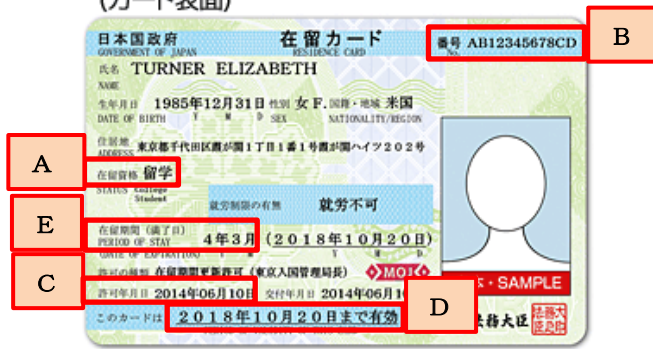 (カード表面)
日本国政府 在留カード 番号 AB12345678CD B
GOVERNMENT OF JAPAN RESIDENCE CARD No.
氏名 TURNER ELIZABETH
NAME
生年月日 1985年12月31日 性別 女 F. 国籍・地域 米国
DATE OF BIRTH Y M D SEX NATIONALITY/REGION
住居地 東京都千代田区霞が関1丁目1番1号霞が関ハイツ202号
ADDRESS
A 在留資格 留学
STATUS College
Student
就労制限の有無 就労不可
E 在留期間(満了日) 4年3月(2018年10月20日)
PERIOD OF STAY
(DATE OF EXPIRATION) Y M Y M D
許可の種類 在留期間更新許可(東京入国管理局長) MOJ
・SAMPLE
C 許可年月日 2014年06月10日 交付年月日 2014年06月1
このカードは 2018年10月20日まで有効 D 法務大臣